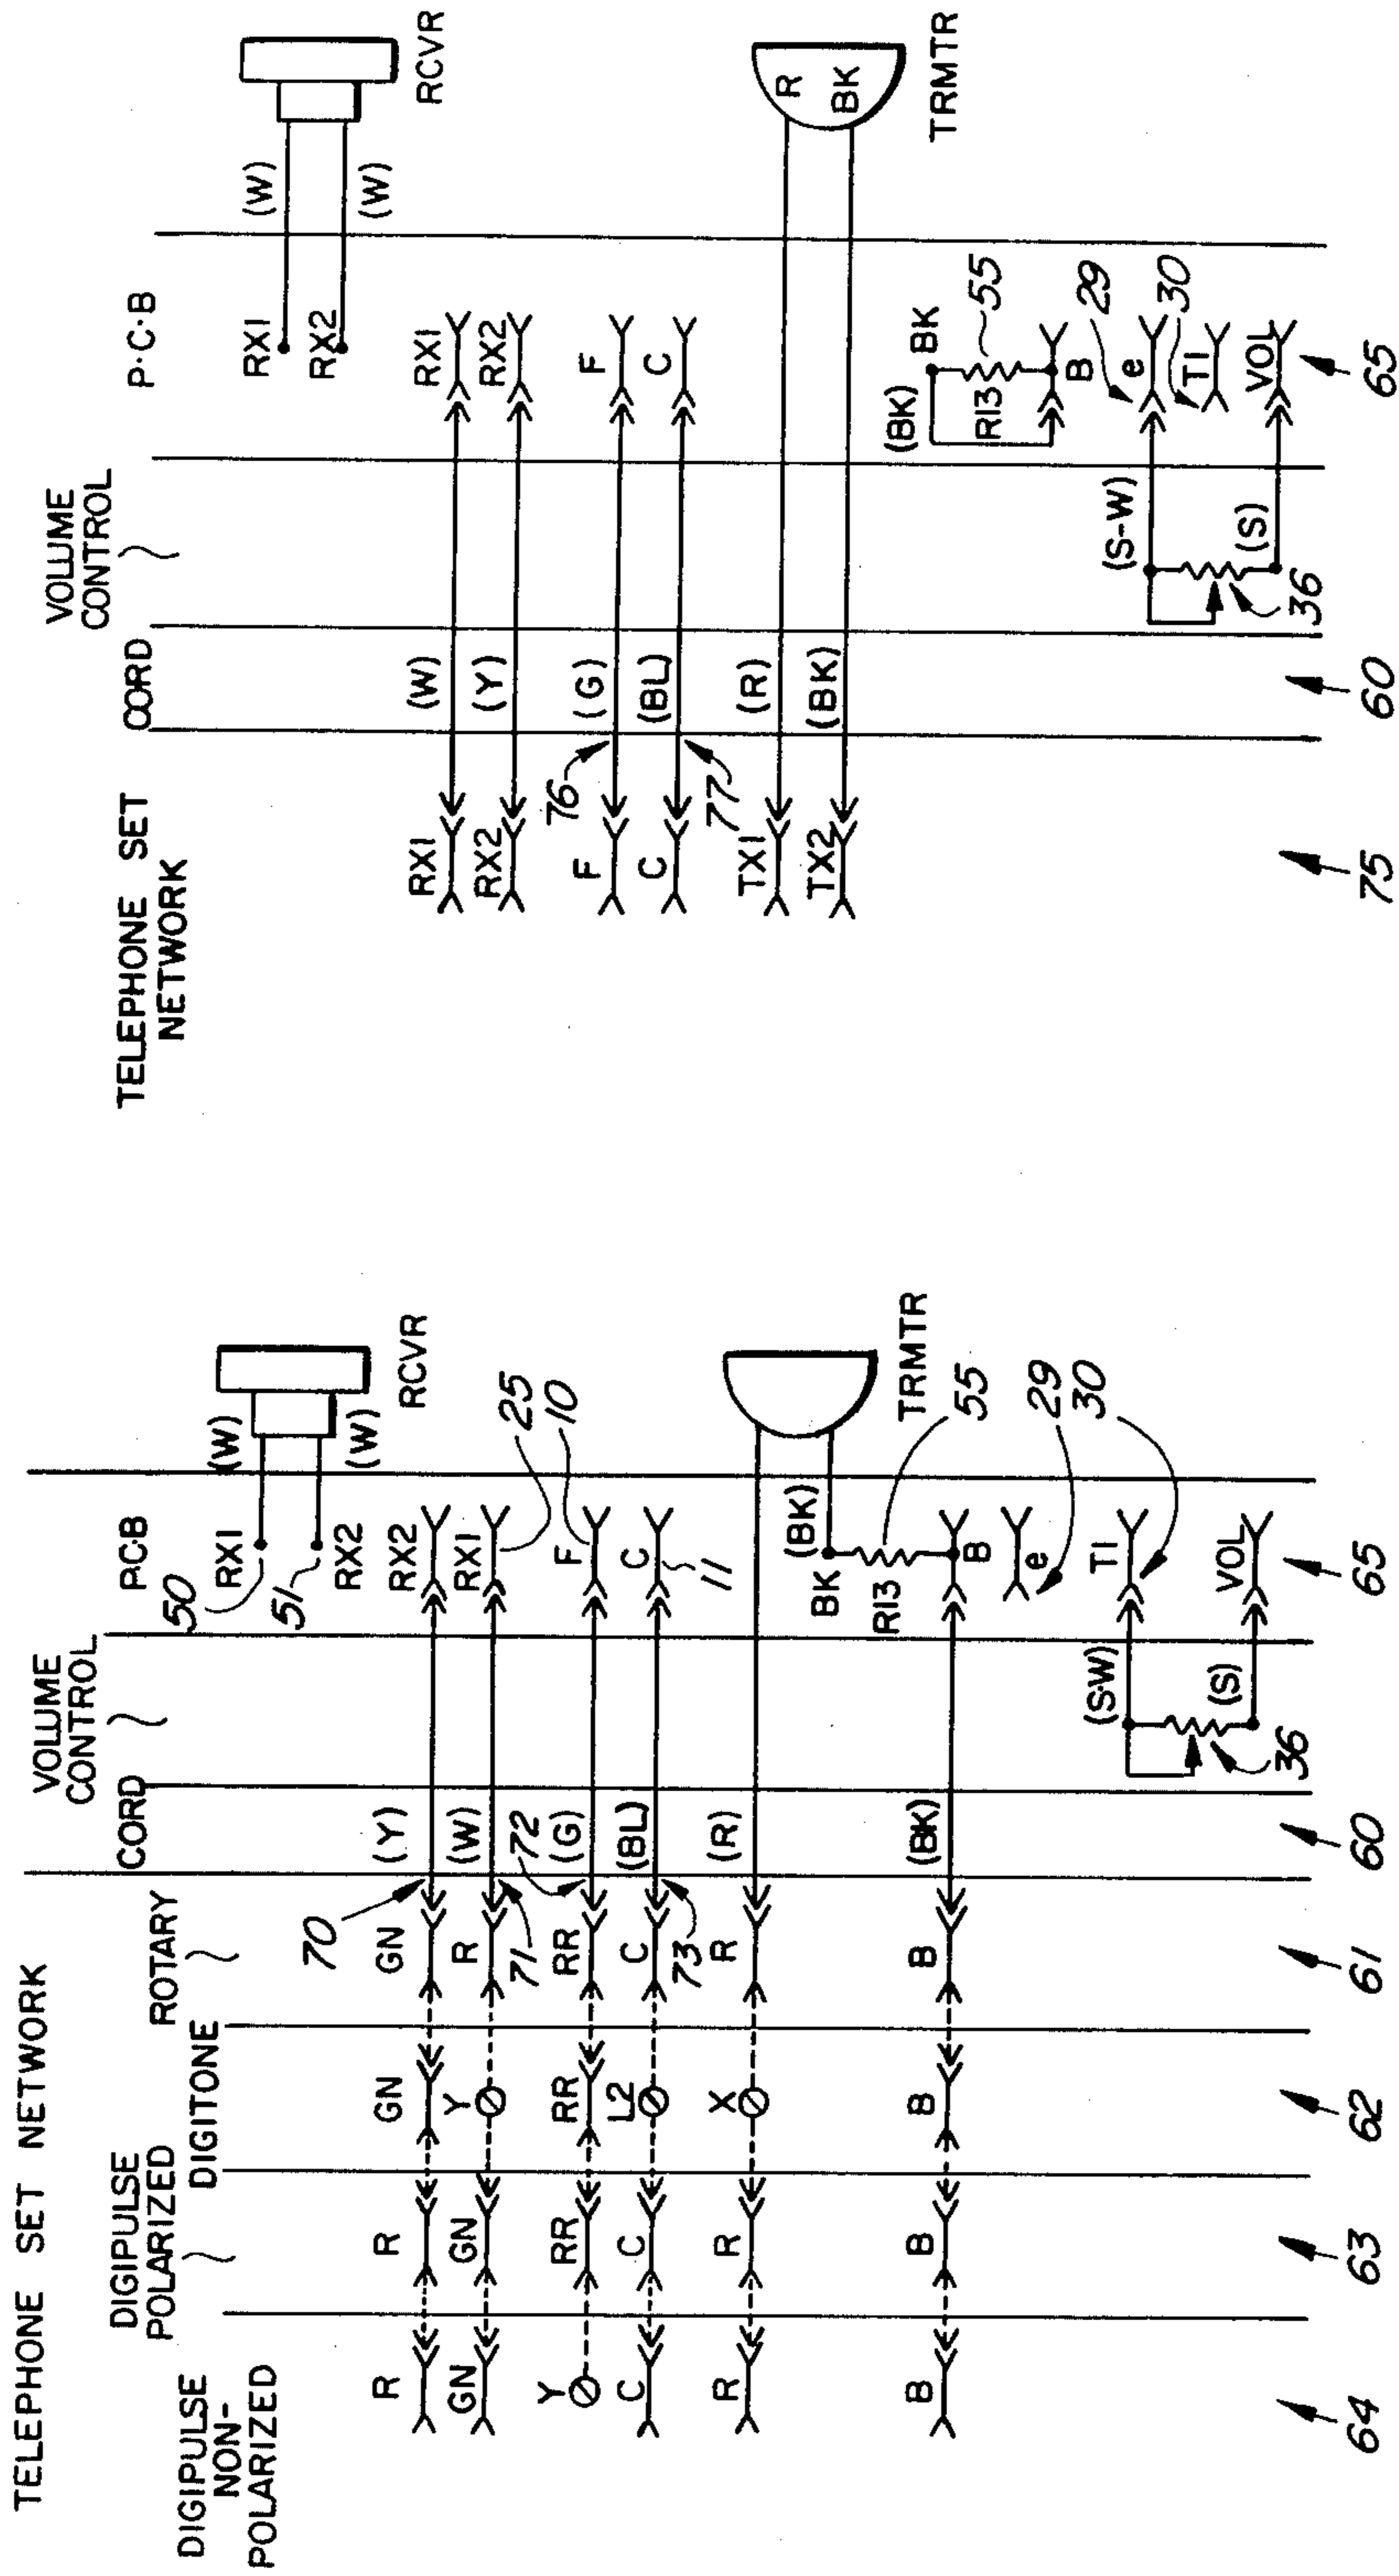 TELEPHONE SET NETWORK
DIGIPULSE
NON-
POLARIZED
DIGIPULSE
POLARIZED
DIGITONE
ROTARY
CORD
VOLUME
CONTROL
P.C.B
RX1
50
51
RX2
(W)
(W)
RCVR
R
R
GN
GN
(Y)
RX2
70
GN
GN
Y
R
(W)
RX1
25
71
Y
RR
RR
RR
72
(G)
F
10
C
C
L2
C
(BL)
C
11
73
R
R
X
R
(R)
TRMTR
(BK)
BK
R13
55
B
B
B
B
(BK)
B
e
29
30
T1
(S-W)
(S)
VOL
36
64
63
62
61
60
65
TELEPHONE SET
NETWORK
CORD
VOLUME
CONTROL
P.C.B
RX1
RX2
(W)
(W)
RCVR
RX1
(W)
RX1
RX2
(Y)
RX2
76
F
(G)
F
C
(BL)
C
77
TX1
(R)
R
TX2
(BK)
BK
TRMTR
(BK)
BK
R13
55
B
29
e
30
T1
(S-W)
(S)
VOL
36
75
60
65